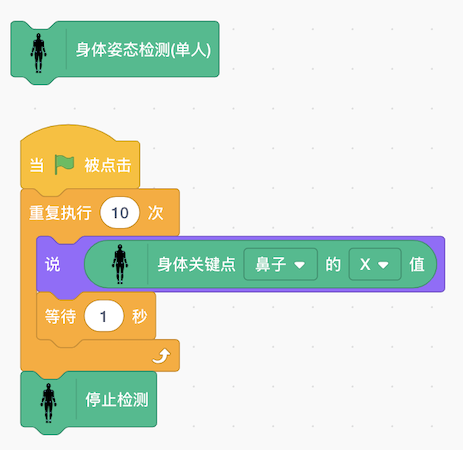 身体姿态检测(单人)
当 被点击
重复执行 10 次
说 身体关键点 鼻子 的 X 值
等待 1 秒
停止检测